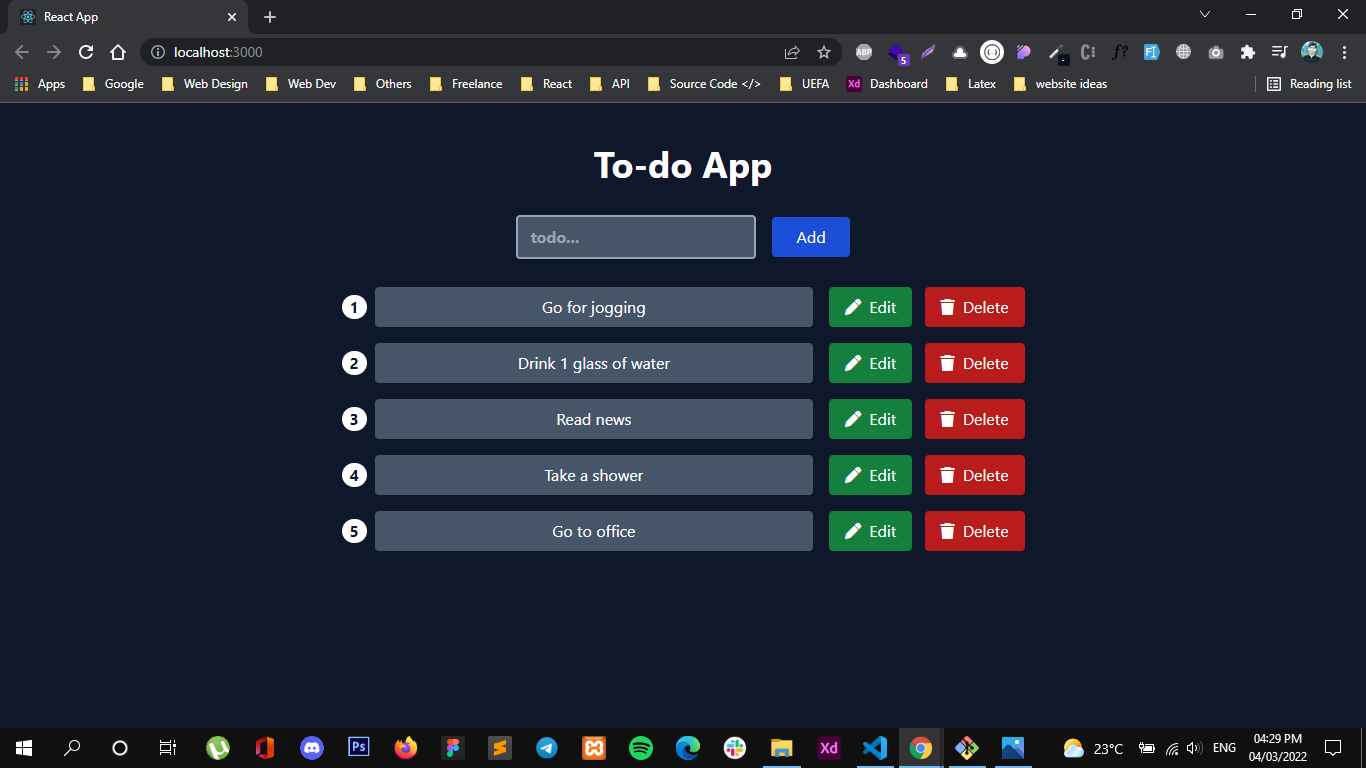 React App
localhost:3000
ABP 5 f?
Apps Google Web Design Web Dev Others Freelance React API Source Code </> UEFA Xd Dashboard Latex website ideas Reading list
To-do App
todo... Add
1 Go for jogging Edit Delete
2 Drink 1 glass of water Edit Delete
3 Read news Edit Delete
4 Take a shower Edit Delete
5 Go to office Edit Delete
Ps Xd 23°C ENG 04:29 PM
04/03/2022